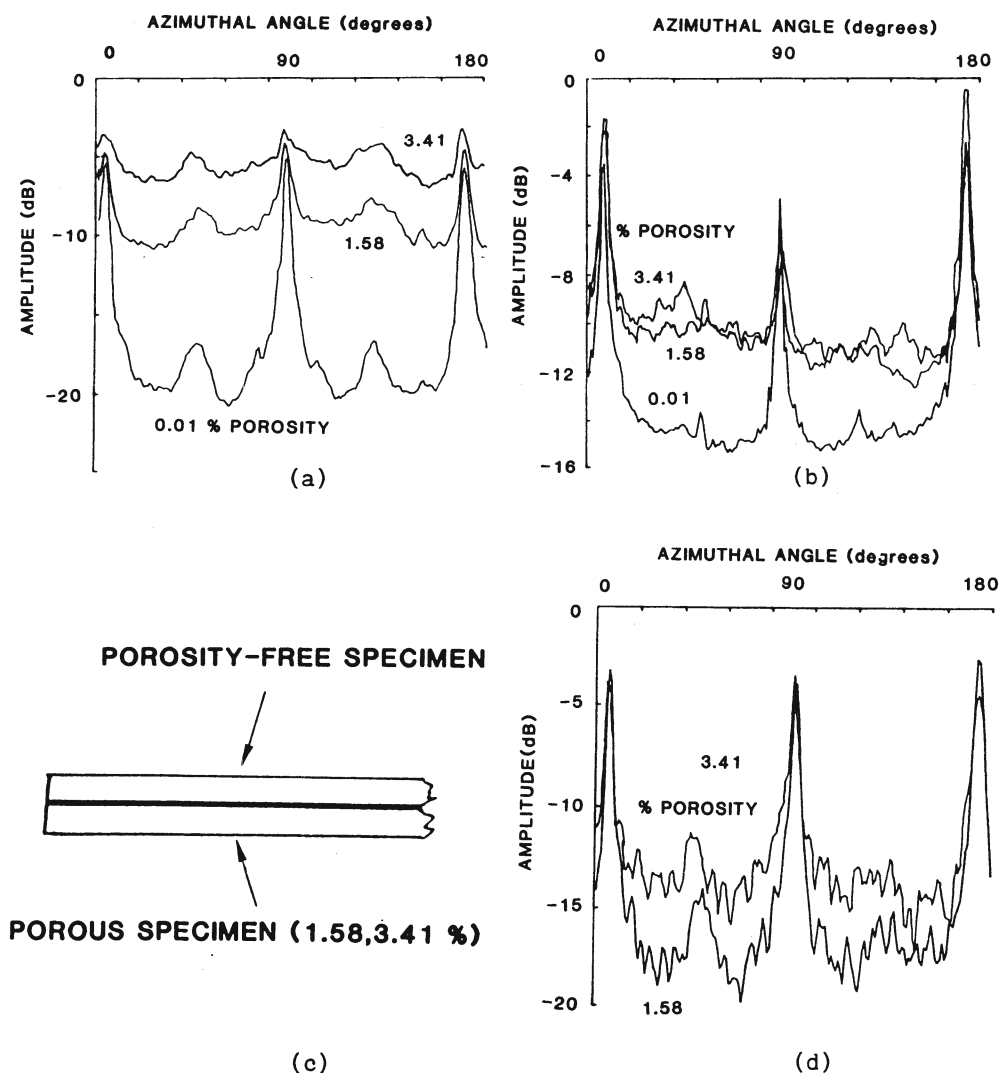 AZIMUTHAL ANGLE (degrees)
0 90 180
0
-10
-20
AMPLITUDE (dB)
3.41
1.58
0.01 % POROSITY
(a)
AZIMUTHAL ANGLE (degrees)
0 90 180
0
-4
-8
-12
-16
AMPLITUDE (dB)
% POROSITY
3.41
1.58
0.01
(b)
POROSITY-FREE SPECIMEN
POROUS SPECIMEN (1.58,3.41 %)
(c)
AZIMUTHAL ANGLE (degrees)
0 90 180
0
-5
-10
-15
-20
AMPLITUDE(dB)
3.41
% POROSITY
1.58
(d)